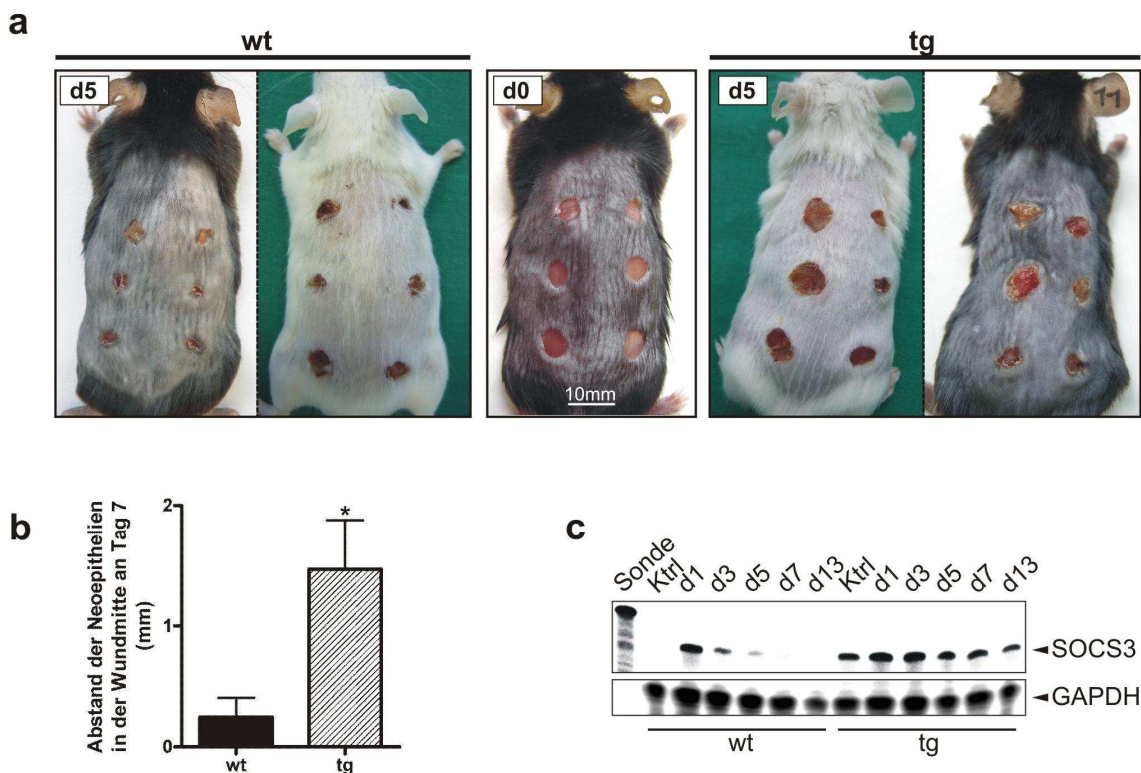 a
wt
tg
d5
d0
d5
11
10mm
b
Abstand der Neoepithelien
in der Wundmitte an Tag 7
(mm)
2
1
0
*
wt
tg
c
Sonde
Ktrl
d1
d3
d5
d7
d13
Ktrl
d1
d3
d5
d7
d13
SOCS3
GAPDH
wt
tg